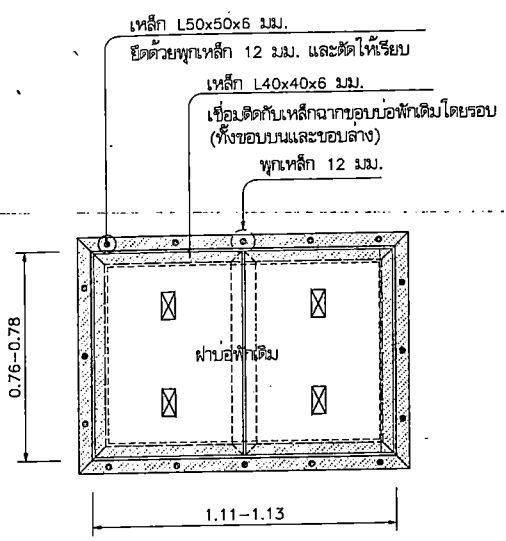 เหล็ก L50x50x6 มม.
ยึดด้วยพุกเหล็ก 12 มม. และตัดให้เรียบ
เหล็ก L40x40x6 มม.
เชื่อมติดกับเหล็กฉากขอบบ่อพักเดิมโดยรอบ
(ทั้งขอบบนและขอบล่าง)
พุกเหล็ก 12 มม.
0.76-0.78
ฝาบ่อพักเดิม
1.11-1.13